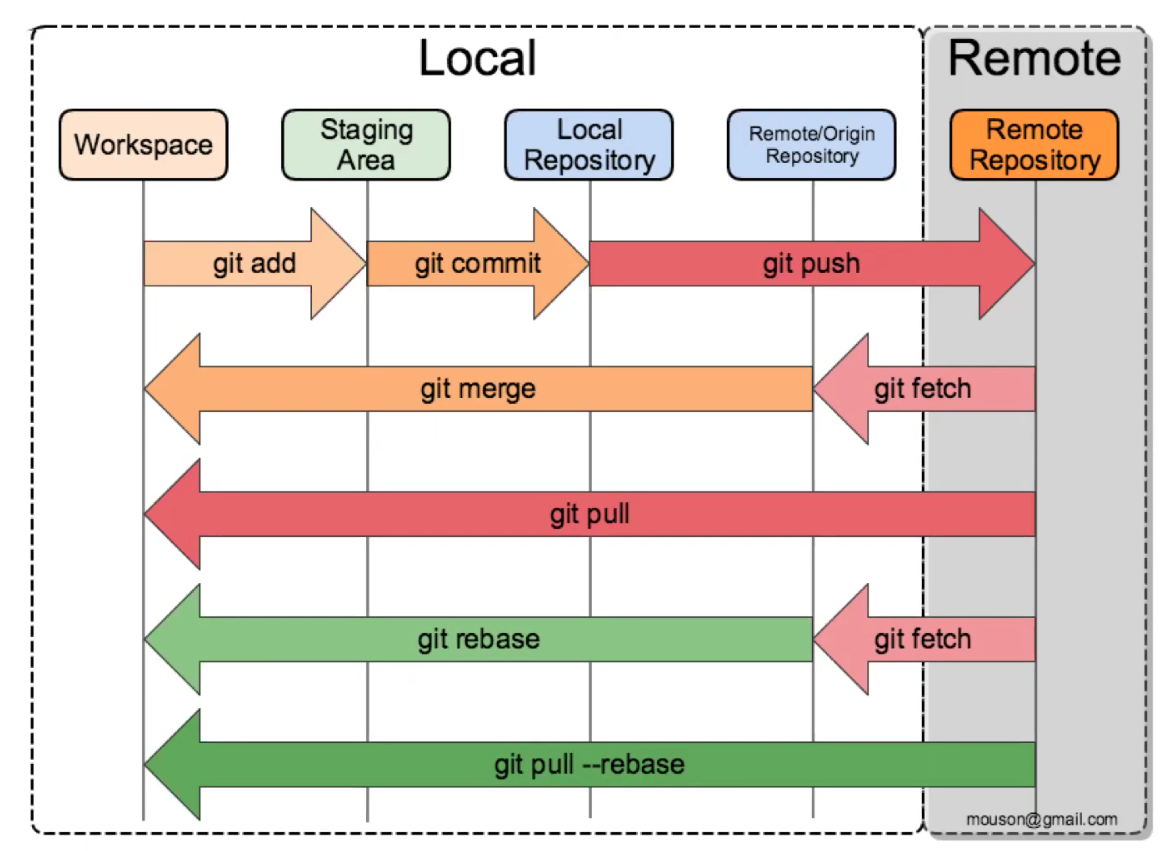 Local
Remote
Workspace
Staging
Area
Local
Repository
Remote/Origin
Repository
Remote
Repository
git add
git commit
git push
git merge
git fetch
git pull
git rebase
git fetch
git pull --rebase
mouson@gmail.com